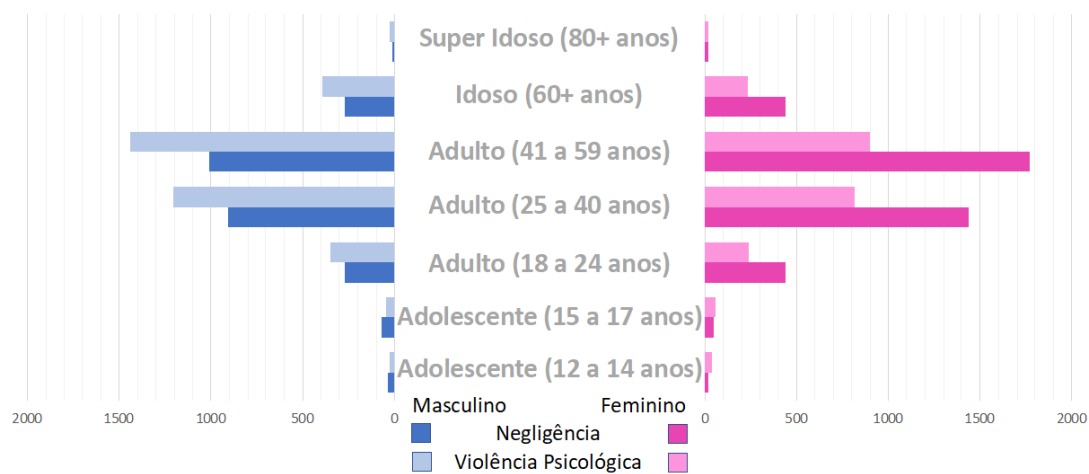 Super Idoso (80+ anos)
Idoso (60+ anos)
Adulto (41 a 59 anos)
Adulto (25 a 40 anos)
Adulto (18 a 24 anos)
Adolescente (15 a 17 anos)
Adolescente (12 a 14 anos)
2000 1500 1000 500 0 0 500 1000 1500 2000
Masculino Feminino
Negligência
Violência Psicológica